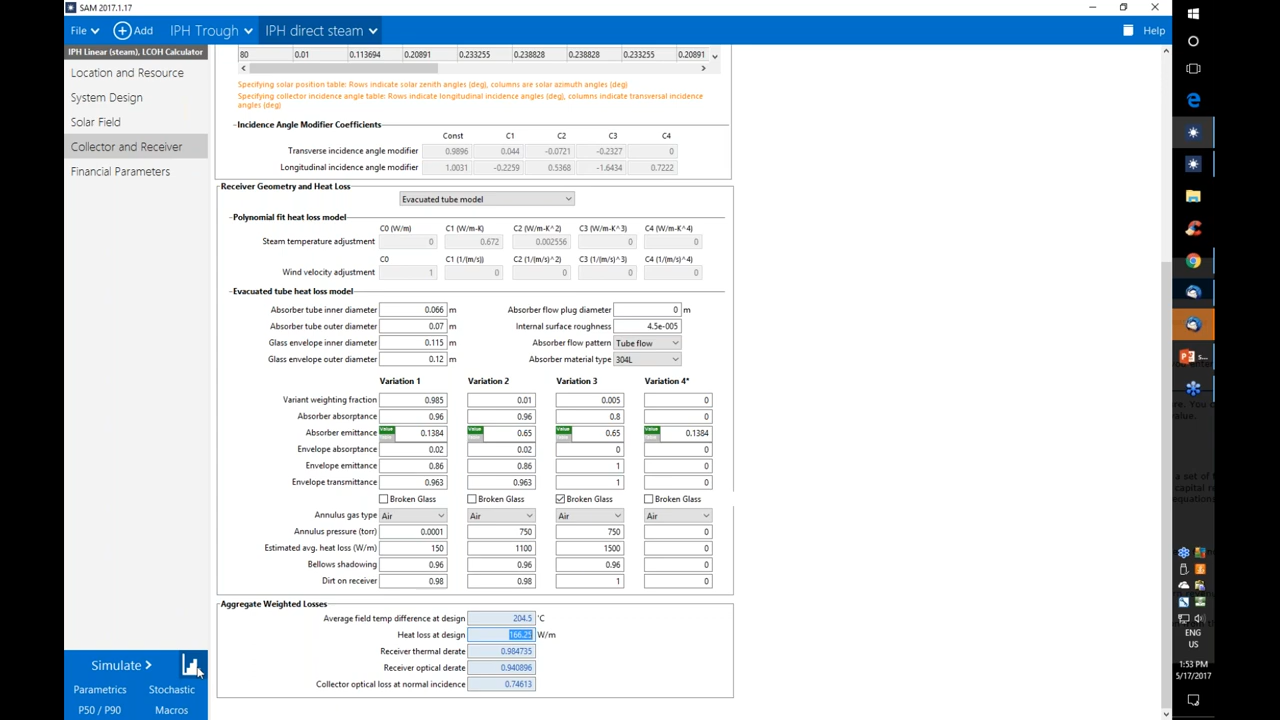 SAM 2017.1.17
File Add IPH Trough IPH direct steam Help
IPH Linear (steam), LCOH Calculator
Location and Resource
System Design
Solar Field
Collector and Receiver
Financial Parameters
80 0.01 0.113694 0.20891 0.233255 0.238828 0.238828 0.233255 0.20891
Specifying solar position table: Rows indicate solar zenith angles (deg), columns are solar azimuth angles (deg)
Specifying collector incidence angle table: Rows indicate longitudinal incidence angles (deg), columns indicate transversal incidence
angles (deg)
Incidence Angle Modifier Coefficients
Const C1 C2 C3 C4
Transverse incidence angle modifier 0.9896 0.044 -0.0721 -0.2327 0
Longitudinal incidence angle modifier 1.0031 -0.2259 0.5368 -1.6434 0.7222
Receiver Geometry and Heat Loss
Evacuated tube model
Polynomial fit heat loss model
C0 (W/m) C1 (W/m-K) C2 (W/m-K^2) C3 (W/m-K^3) C4 (W/m-K^4)
Steam temperature adjustment 0 0.672 0.002556 0 0
C0 C1 (1/(m/s)) C2 (1/(m/s)^2) C3 (1/(m/s)^3) C4 (1/(m/s)^4)
Wind velocity adjustment 1 0 0 0 0
Evacuated tube heat loss model
Absorber tube inner diameter 0.066 m Absorber flow plug diameter 0 m
Absorber tube outer diameter 0.07 m Internal surface roughness 4.5e-005
Glass envelope inner diameter 0.115 m Absorber flow pattern Tube flow
Glass envelope outer diameter 0.12 m Absorber material type 304L
Variation 1 Variation 2 Variation 3 Variation 4*
Variant weighting fraction 0.985 0.01 0.005 0
Absorber absorptance 0.96 0.96 0.8 0
Absorber emittance Value 0.1384 Value 0.65 Value 0.65 Value 0.1384
Envelope absorptance 0.02 0.02 0 0
Envelope emittance 0.86 0.86 1 0
Envelope transmittance 0.963 0.963 1 0
Broken Glass Broken Glass Broken Glass Broken Glass
Annulus gas type Air Air Air Air
Annulus pressure (torr) 0.0001 750 750 0
Estimated avg. heat loss (W/m) 150 1100 1500 0
Bellows shadowing 0.96 0.96 0.96 0
Dirt on receiver 0.98 0.98 1 0
Aggregate Weighted Losses
Average field temp difference at design 204.5 °C
Heat loss at design 166.25 W/m
Receiver thermal derate 0.984735
Receiver optical derate 0.940896
Collector optical loss at normal incidence 0.74613
Simulate >
Parametrics Stochastic
P50 / P90 Macros
ENG
US
1:53 PM
5/17/2017